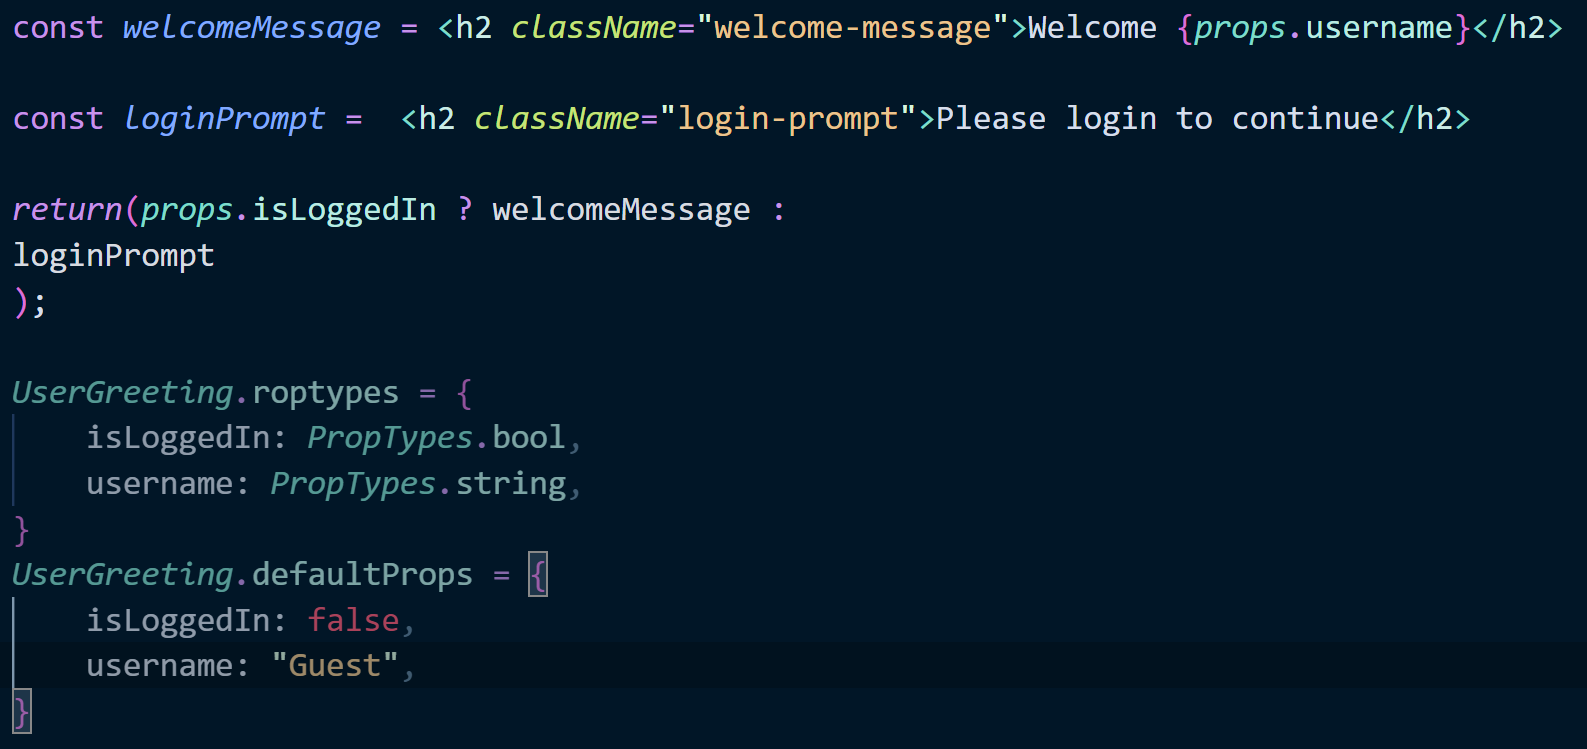 const welcomeMessage = <h2 className="welcome-message">Welcome {props.username}</h2>
const loginPrompt =  <h2 className="login-prompt">Please login to continue</h2>
return(props.isLoggedIn ? welcomeMessage :
loginPrompt
);
UserGreeting.roptypes = {
    isLoggedIn: PropTypes.bool,
    username: PropTypes.string,
}
UserGreeting.defaultProps = {
    isLoggedIn: false,
    username: "Guest",
}